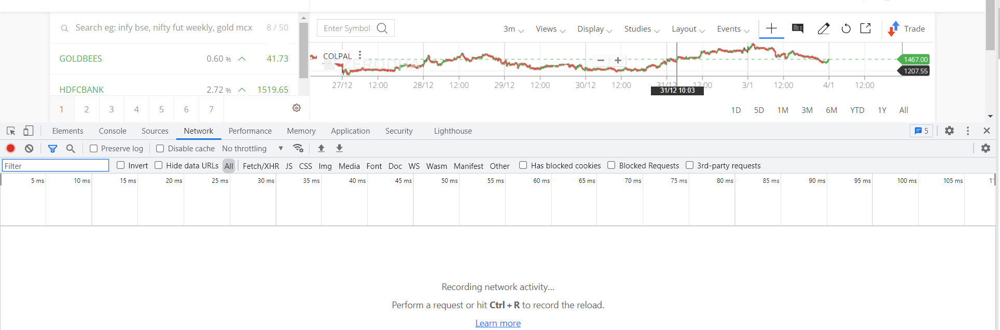 Search eg: infy bse, nifty fut weekly, gold mcx 8 / 50
GOLDBEES 0.60 % 41.73
HDFCBANK 2.72 % 1519.65
1 2 3 4 5 6 7
Enter Symbol 3m Views Display Studies Layout Events Trade
COLPAL
ZERODHA
1467.00
1207.55
27/12 12:00 28/12 12:00 29/12 12:00 30/12 12:00 31/12 12:00 3/1 12:00 4/1 12:00
31/12 10:03
1D 5D 1M 3M 6M YTD 1Y All
Elements Console Sources Network Performance Memory Application Security Lighthouse 5
Preserve log Disable cache No throttling
Filter Invert Hide data URLs All Fetch/XHR JS CSS Img Media Font Doc WS Wasm Manifest Other Has blocked cookies Blocked Requests 3rd-party requests
5 ms 10 ms 15 ms 20 ms 25 ms 30 ms 35 ms 40 ms 45 ms 50 ms 55 ms 60 ms 65 ms 70 ms 75 ms 80 ms 85 ms 90 ms 95 ms 100 ms 105 ms
Recording network activity...
Perform a request or hit Ctrl + R to record the reload.
Learn more